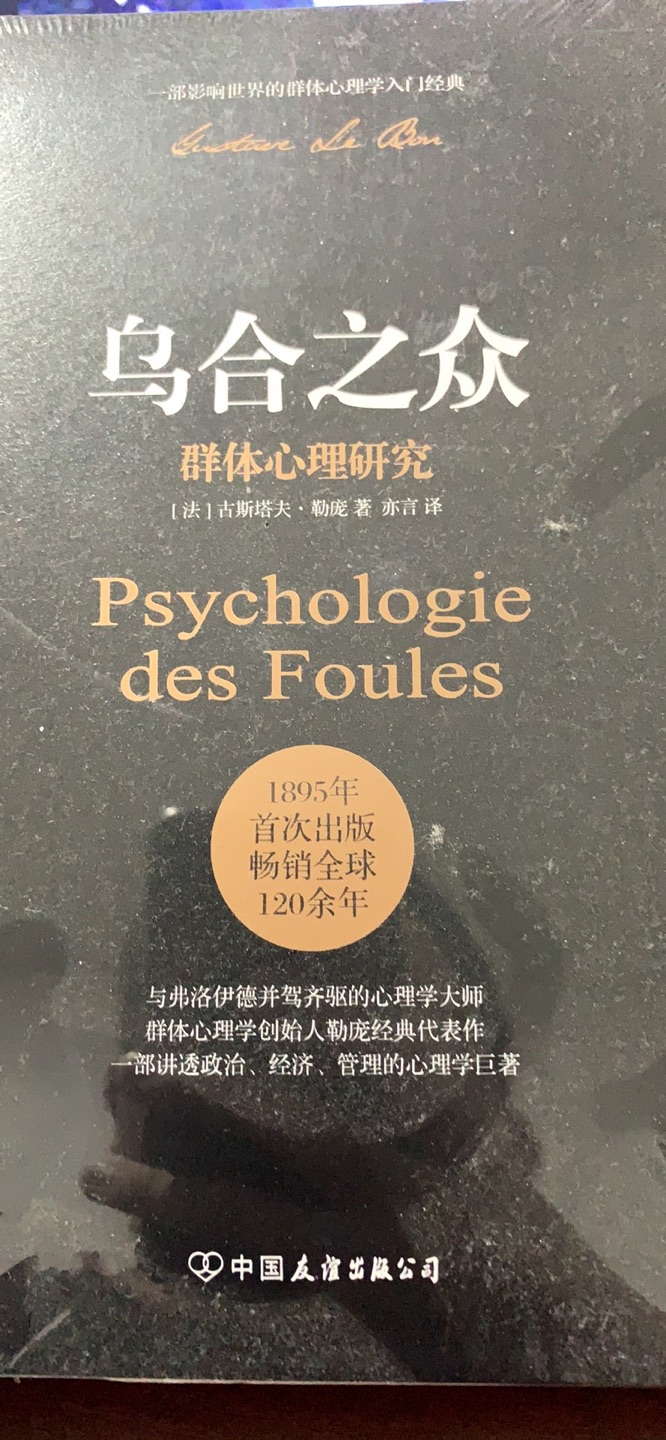 一部影响世界的群体心理学入门经典
Gustave Le Bon
乌合之众
群体心理研究
[法]古斯塔夫·勒庞 著 亦言 译
Psychologie
des Foules
1895年
首次出版
畅销全球
120余年
与弗洛伊德并驾齐驱的心理学大师
群体心理学创始人勒庞经典代表作
一部讲透政治、经济、管理的心理学巨著
中国友谊出版公司